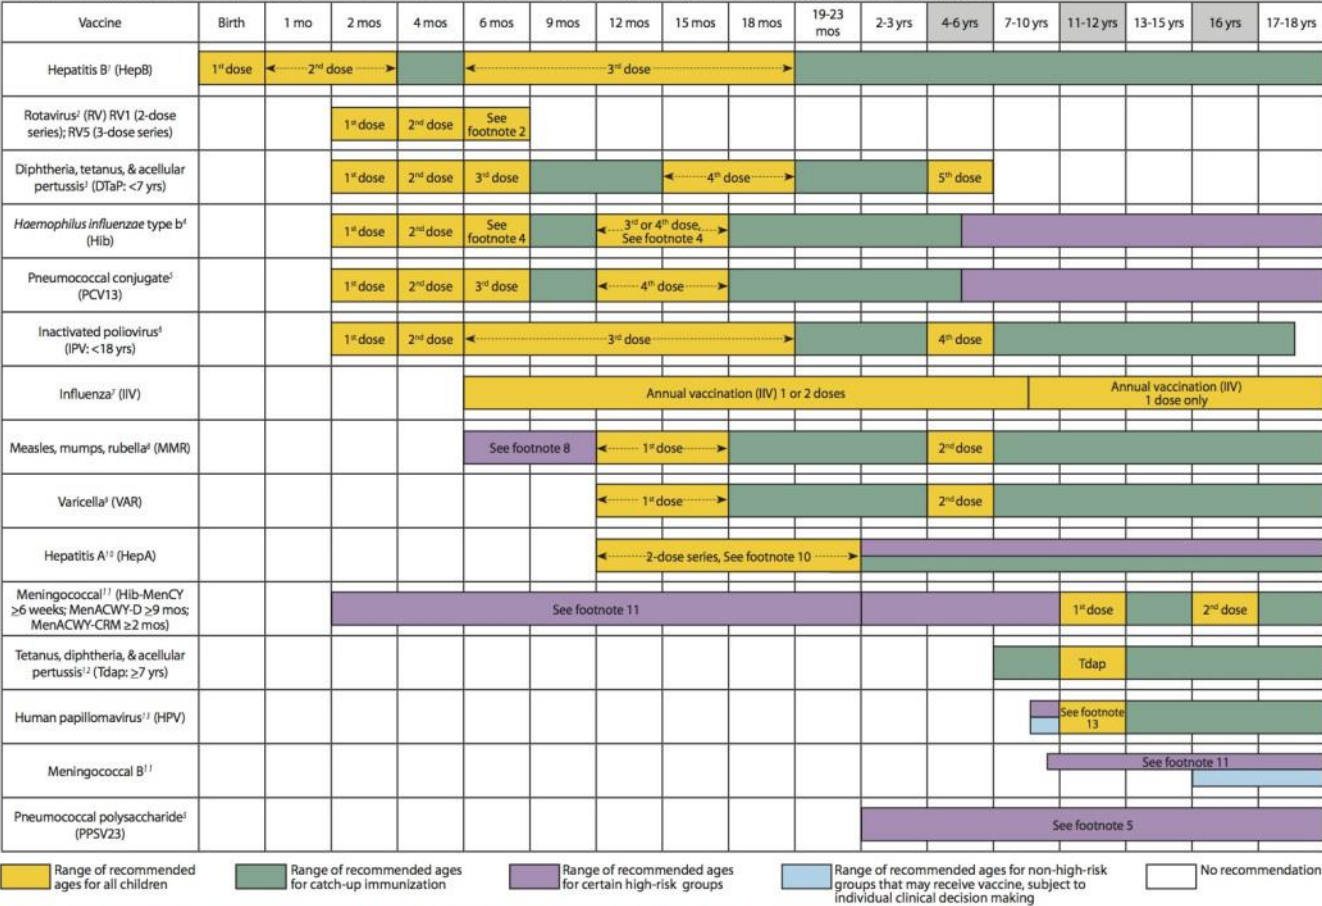 Vaccine Birth 1 mo 2 mos 4 mos 6 mos 9 mos 12 mos 15 mos 18 mos 19-23 mos 2-3 yrs 4-6 yrs 7-10 yrs 11-12 yrs 13-15 yrs 16 yrs 17-18 yrs
Hepatitis B¹ (HepB)
1ˢᵗ dose 2ⁿᵈ dose 3ʳᵈ dose
Rotavirus² (RV) RV1 (2-dose
series); RV5 (3-dose series)
1ˢᵗ dose 2ⁿᵈ dose See
footnote 2
Diphtheria, tetanus, & acellular
pertussis³ (DTaP: <7 yrs)
1ˢᵗ dose 2ⁿᵈ dose 3ʳᵈ dose 4ᵗʰ dose 5ᵗʰ dose
Haemophilus influenzae type b⁴
(Hib)
1ˢᵗ dose 2ⁿᵈ dose See
footnote 4
3ʳᵈ or 4ᵗʰ dose,
See footnote 4
Pneumococcal conjugate⁵
(PCV13)
1ˢᵗ dose 2ⁿᵈ dose 3ʳᵈ dose 4ᵗʰ dose
Inactivated poliovirus⁶
(IPV: <18 yrs)
1ˢᵗ dose 2ⁿᵈ dose 3ʳᵈ dose 4ᵗʰ dose
Influenza⁷ (IIV)
Annual vaccination (IIV) 1 or 2 doses
Annual vaccination (IIV)
1 dose only
Measles, mumps, rubella⁸ (MMR)
See footnote 8 1ˢᵗ dose 2ⁿᵈ dose
Varicella⁹ (VAR)
1ˢᵗ dose 2ⁿᵈ dose
Hepatitis A¹⁰ (HepA)
2-dose series, See footnote 10
Meningococcal¹¹ (Hib-MenCY
≥6 weeks; MenACWY-D ≥9 mos;
MenACWY-CRM ≥2 mos)
See footnote 11 1ˢᵗ dose 2ⁿᵈ dose
Tetanus, diphtheria, & acellular
pertussis¹² (Tdap: ≥7 yrs)
Tdap
Human papillomavirus¹³ (HPV)
See footnote
13
Meningococcal B¹¹
See footnote 11
Pneumococcal polysaccharide⁵
(PPSV23)
See footnote 5
Range of recommended
ages for all children
Range of recommended ages
for catch-up immunization
Range of recommended ages
for certain high-risk groups
Range of recommended ages for non-high-risk
groups that may receive vaccine, subject to
individual clinical decision making
No recommendation